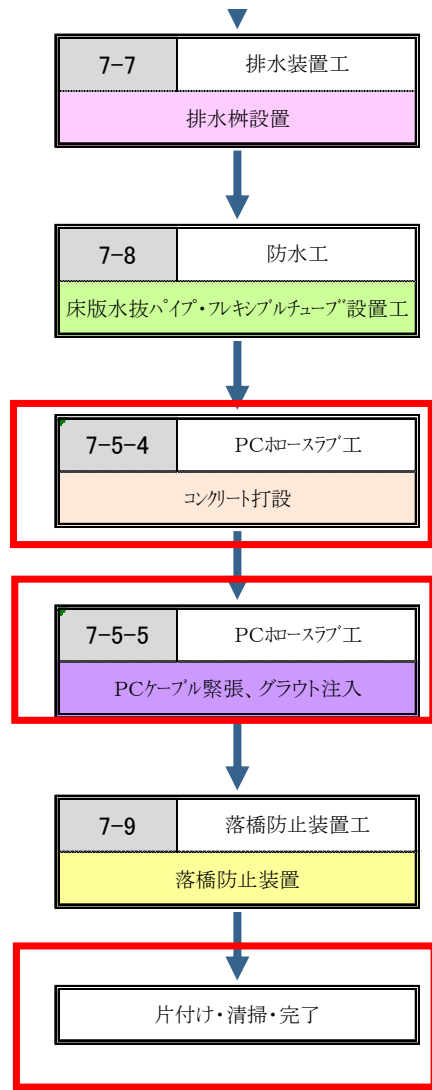 7-7 排水装置工
排水桝設置
7-8 防水工
床版水抜パイプ・フレキシブルチューブ設置工
7-5-4 PCホロースラブ工
コンクリート打設
7-5-5 PCホロースラブ工
PCケーブル緊張、グラウト注入
7-9 落橋防止装置工
落橋防止装置
片付け・清掃・完了